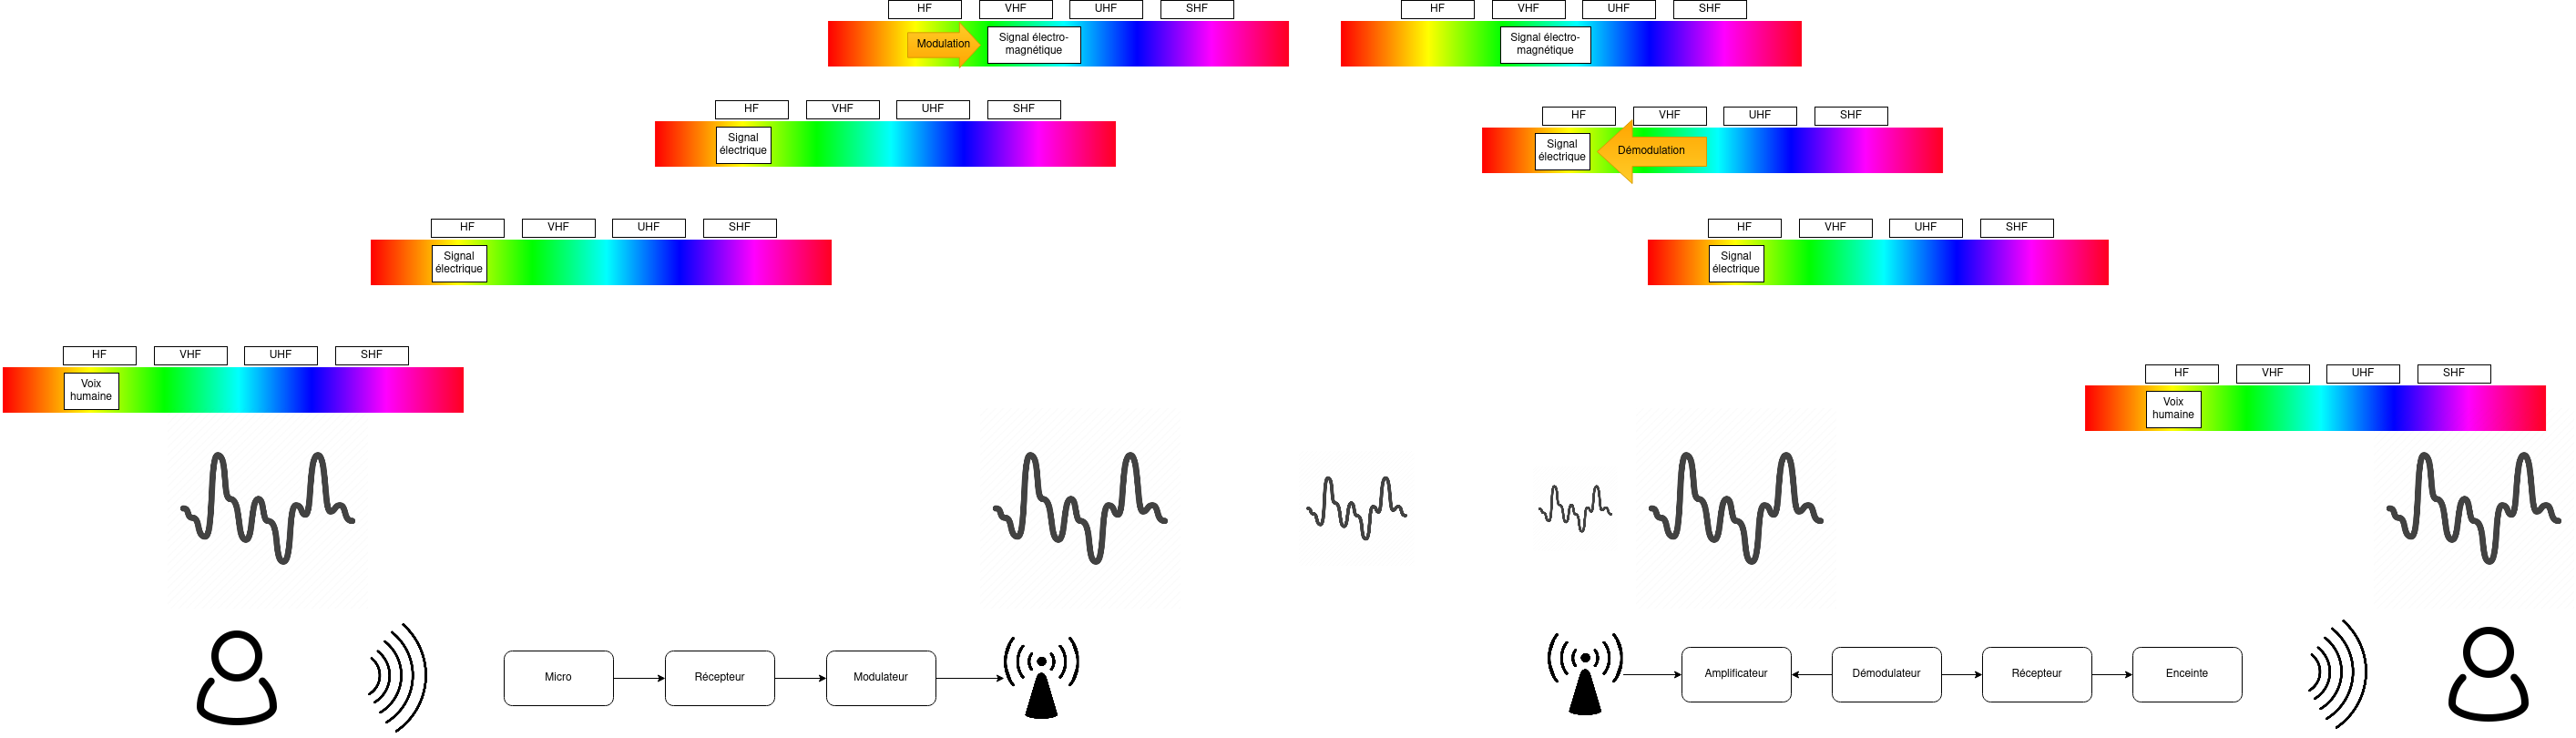 HF VHF UHF SHF
HF VHF UHF SHF
Modulation
Signal électro-
magnétique
Signal électro-
magnétique
HF VHF UHF SHF
Signal
électrique
HF VHF UHF SHF
Signal
électrique
Démodulation
HF VHF UHF SHF
Signal
électrique
HF VHF UHF SHF
Signal
électrique
HF VHF UHF SHF
Voix
humaine
HF VHF UHF SHF
Voix
humaine
Micro
Récepteur
Modulateur
Amplificateur
Démodulateur
Récepteur
Enceinte